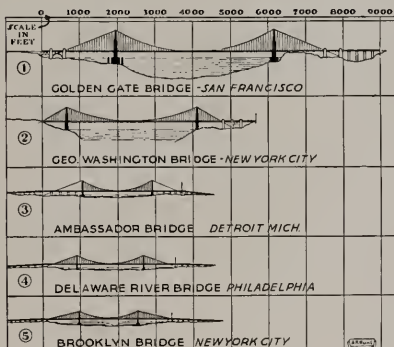 0 1000 2000 3000 4000 5000 6000 7000 8000 9000
SCALE
IN
FEET
1
GOLDEN GATE BRIDGE - SAN FRANCISCO
2
GEO. WASHINGTON BRIDGE - NEW YORK CITY
3
AMBASSADOR BRIDGE DETROIT MICH.
4
DELAWARE RIVER BRIDGE PHILADELPHIA
5
BROOKLYN BRIDGE NEW YORK CITY